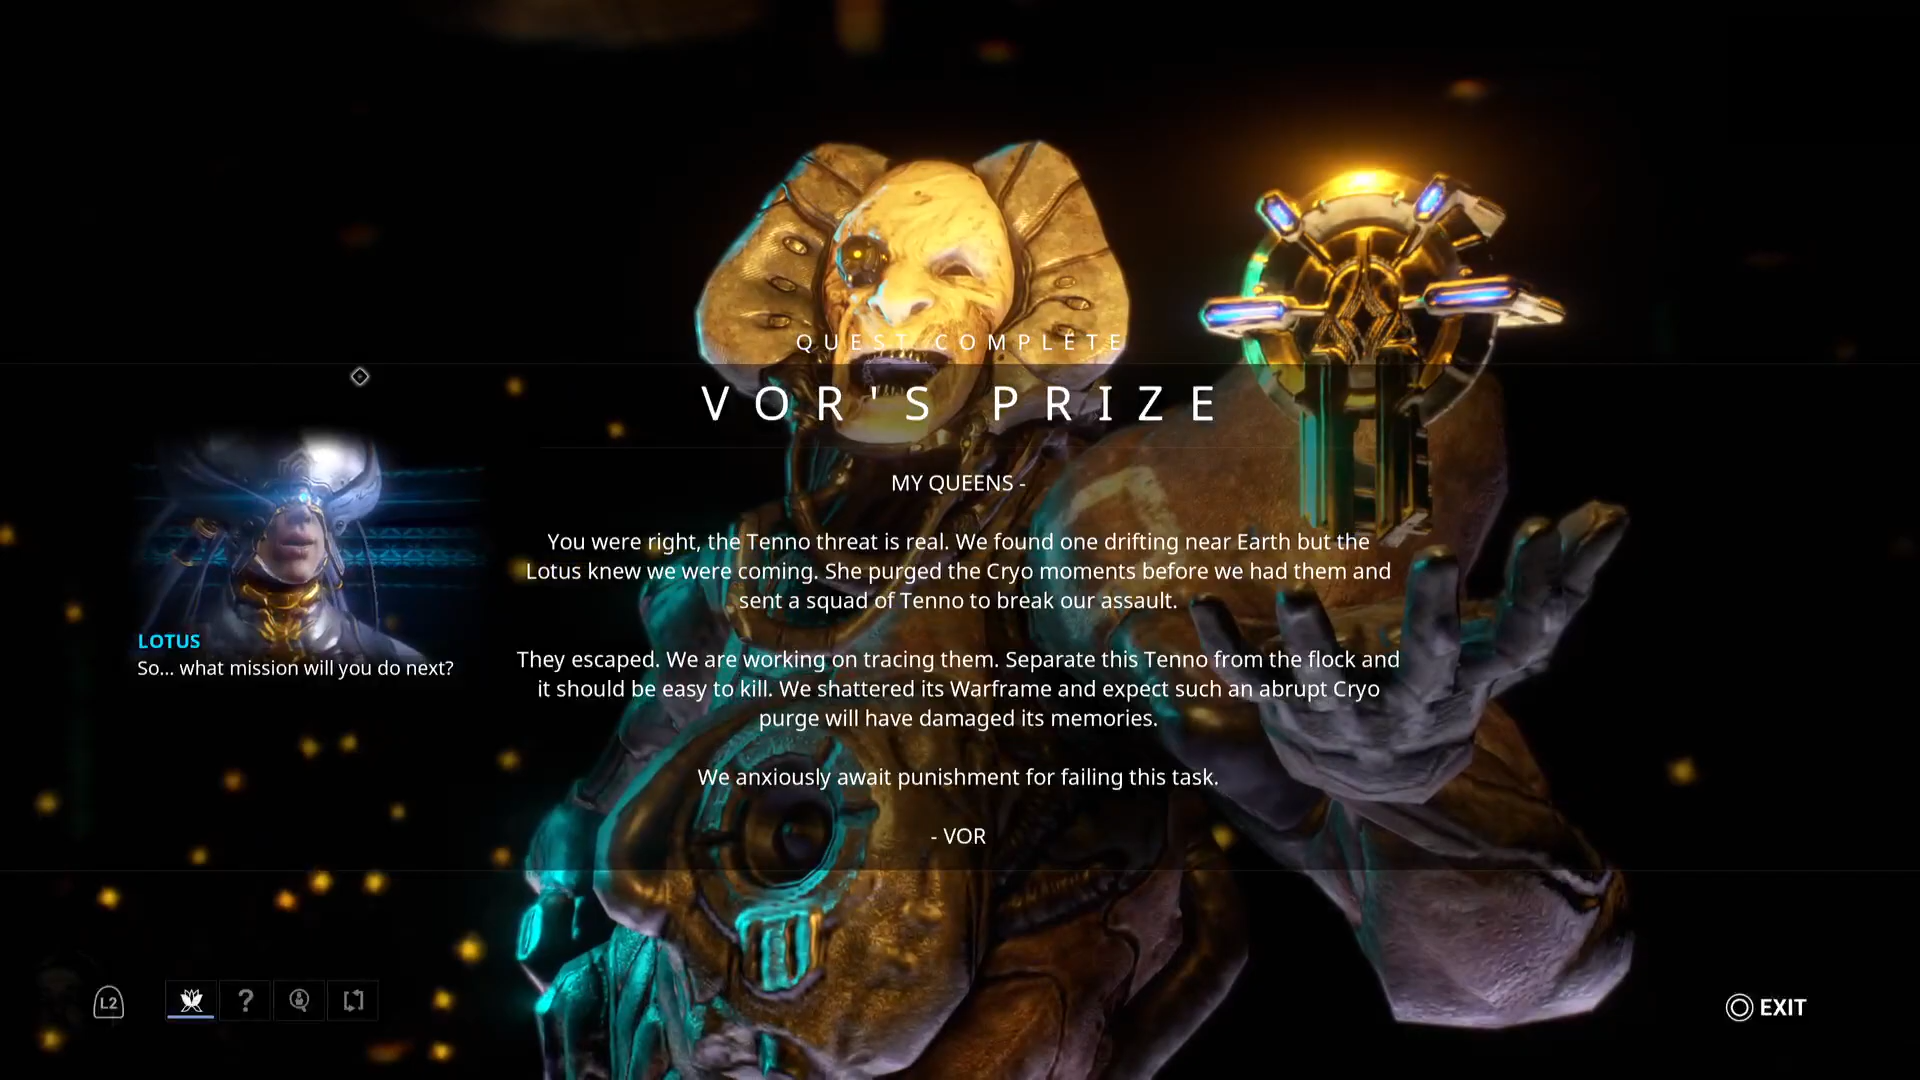 QUEST COMPLETE
VOR'S PRIZE
MY QUEENS -
You were right, the Tenno threat is real. We found one drifting near Earth but the
Lotus knew we were coming. She purged the Cryo moments before we had them and
sent a squad of Tenno to break our assault.
They escaped. We are working on tracing them. Separate this Tenno from the flock and
it should be easy to kill. We shattered its Warframe and expect such an abrupt Cryo
purge will have damaged its memories.
We anxiously await punishment for failing this task.
- VOR
LOTUS
So... what mission will you do next?
L2
?
EXIT